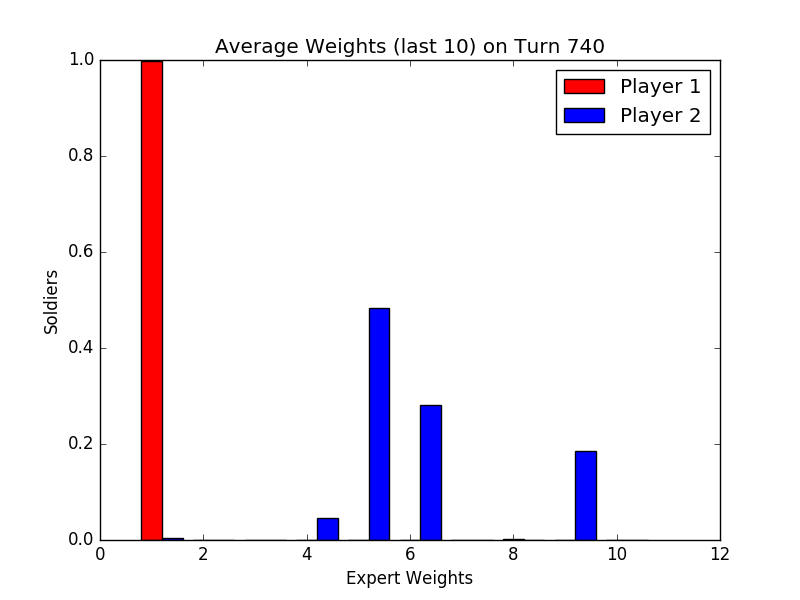 Average Weights (last 10) on Turn 740
Player 1
Player 2
Soldiers
1.0
0.8
0.6
0.4
0.2
0.0
0 2 4 6 8 10 12
Expert Weights